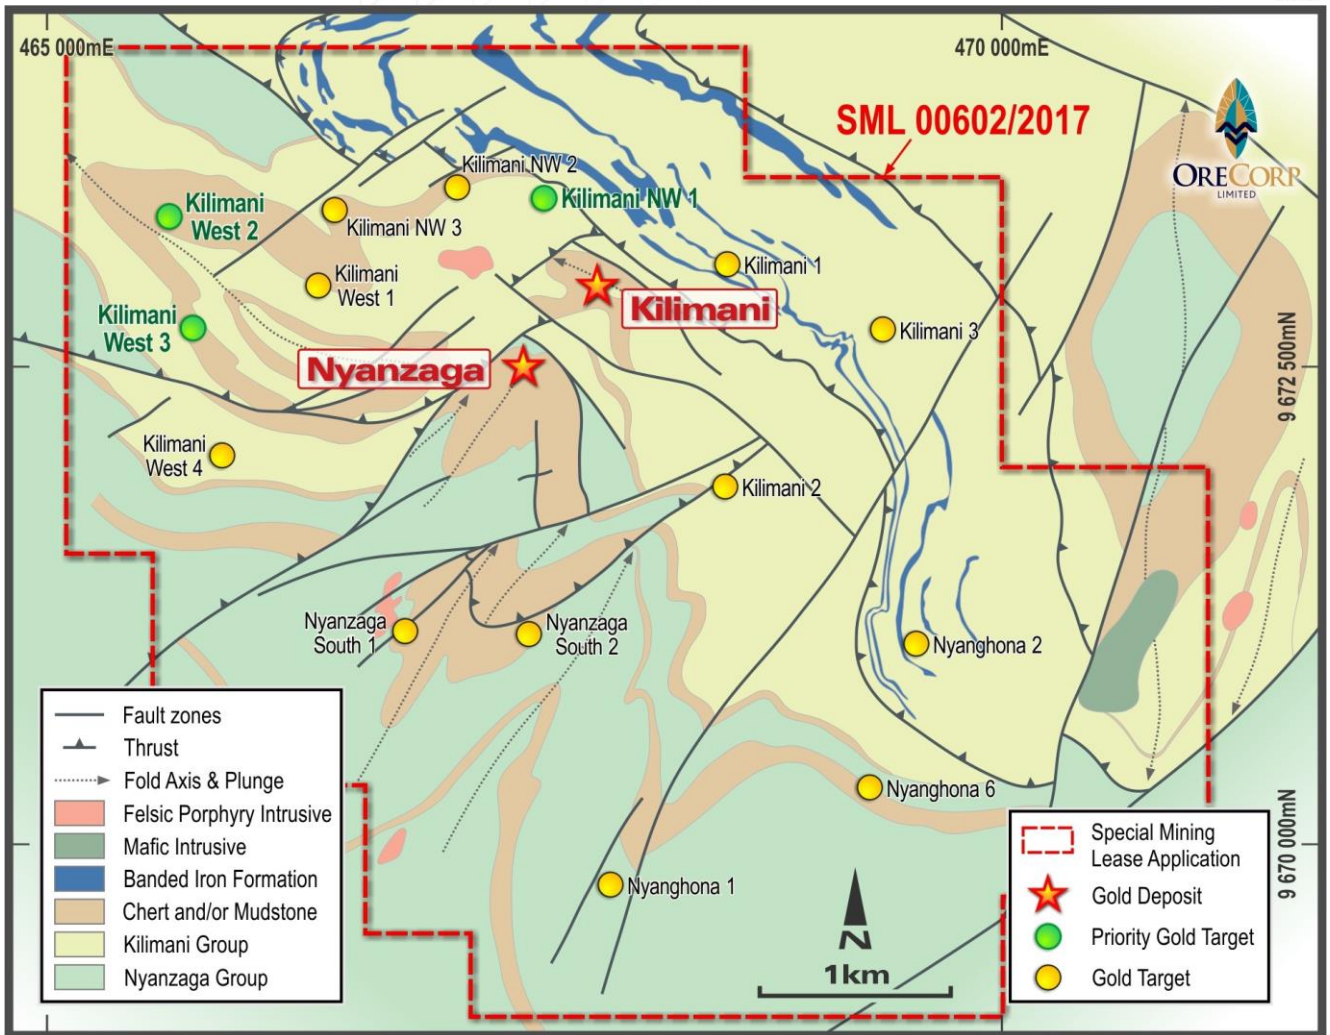 465 000mE
470 000mE
SML 00602/2017
ORECORP
LIMITED
Kilimani NW 2
Kilimani
West 2
Kilimani NW 1
Kilimani NW 3
Kilimani
West 1
Kilimani 1
Kilimani
Kilimani
West 3
Kilimani 3
Nyanzaga
9 672 500mN
Kilimani
West 4
Kilimani 2
Nyanzaga
South 1
Nyanzaga
South 2
Nyanghona 2
Nyanghona 6
Nyanghona 1
9 670 000mN
Fault zones
Thrust
Fold Axis & Plunge
Felsic Porphyry Intrusive
Mafic Intrusive
Banded Iron Formation
Chert and/or Mudstone
Kilimani Group
Nyanzaga Group
N
1km
Special Mining
Lease Application
Gold Deposit
Priority Gold Target
Gold Target